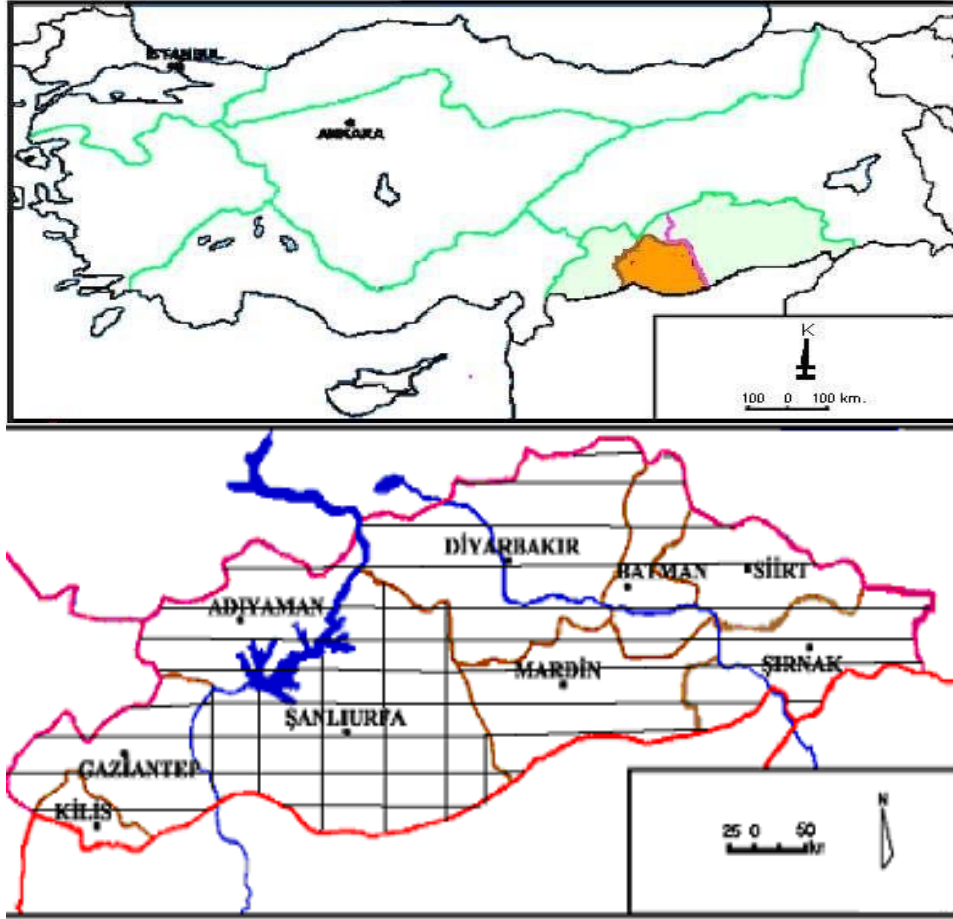 İSTANBUL
ANKARA
K
100 0 100 km.
DİYARBAKIR
BATMAN
SİİRT
ADIYAMAN
MARDİN
ŞIRNAK
ŞANLIURFA
GAZİANTEP
KİLİS
N
25 0 50
km